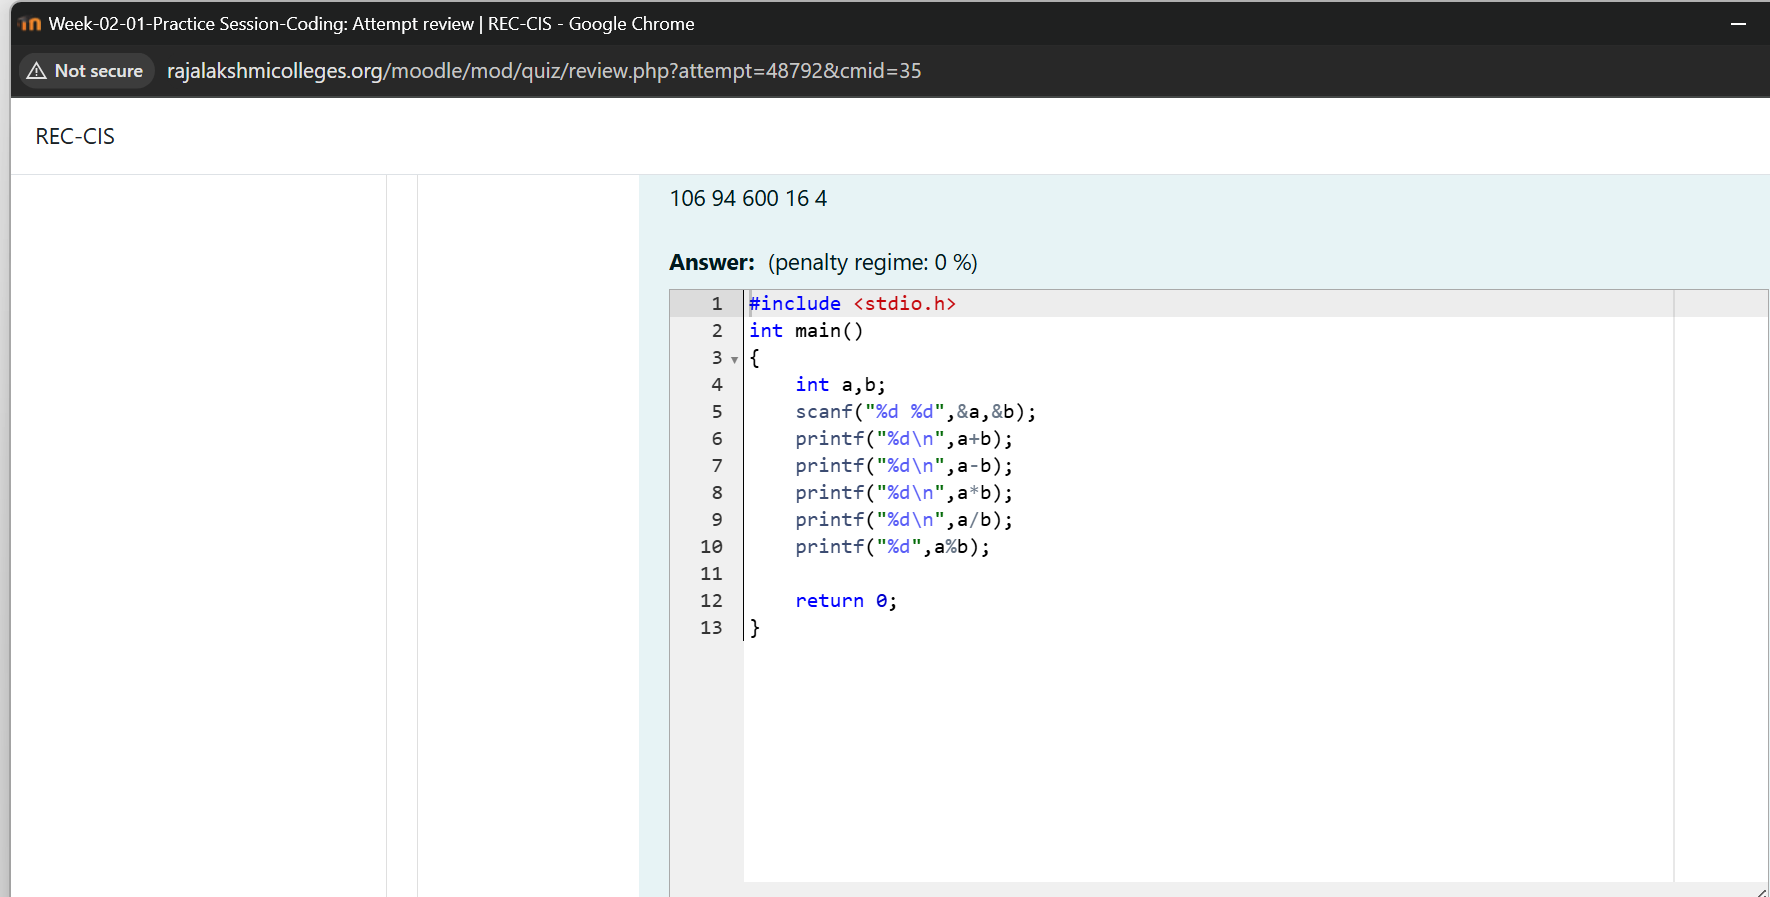 Week-02-01-Practice Session-Coding: Attempt review | REC-CIS - Google Chrome
Not secure rajalakshmicolleges.org/moodle/mod/quiz/review.php?attempt=48792&cmid=35
REC-CIS
106 94 600 16 4
Answer: (penalty regime: 0 %)
1 #include <stdio.h>
2 int main()
3 {
4     int a,b;
5     scanf("%d %d",&a,&b);
6     printf("%d\n",a+b);
7     printf("%d\n",a-b);
8     printf("%d\n",a*b);
9     printf("%d\n",a/b);
10     printf("%d",a%b);
11
12     return 0;
13 }